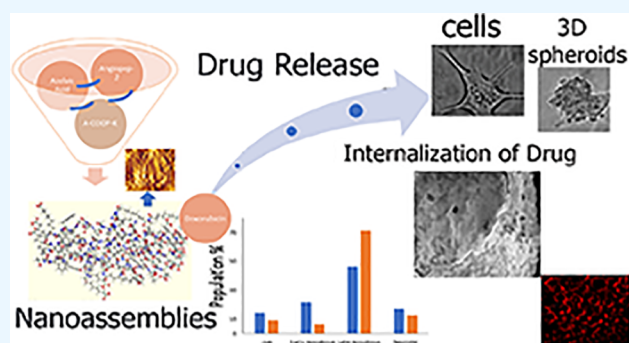 cells
3D
spheroids
Drug Release
Angiopep-
2
A-COOP-K
Internalization of Drug
Doxorubicin
Population %
Nanoassemblies